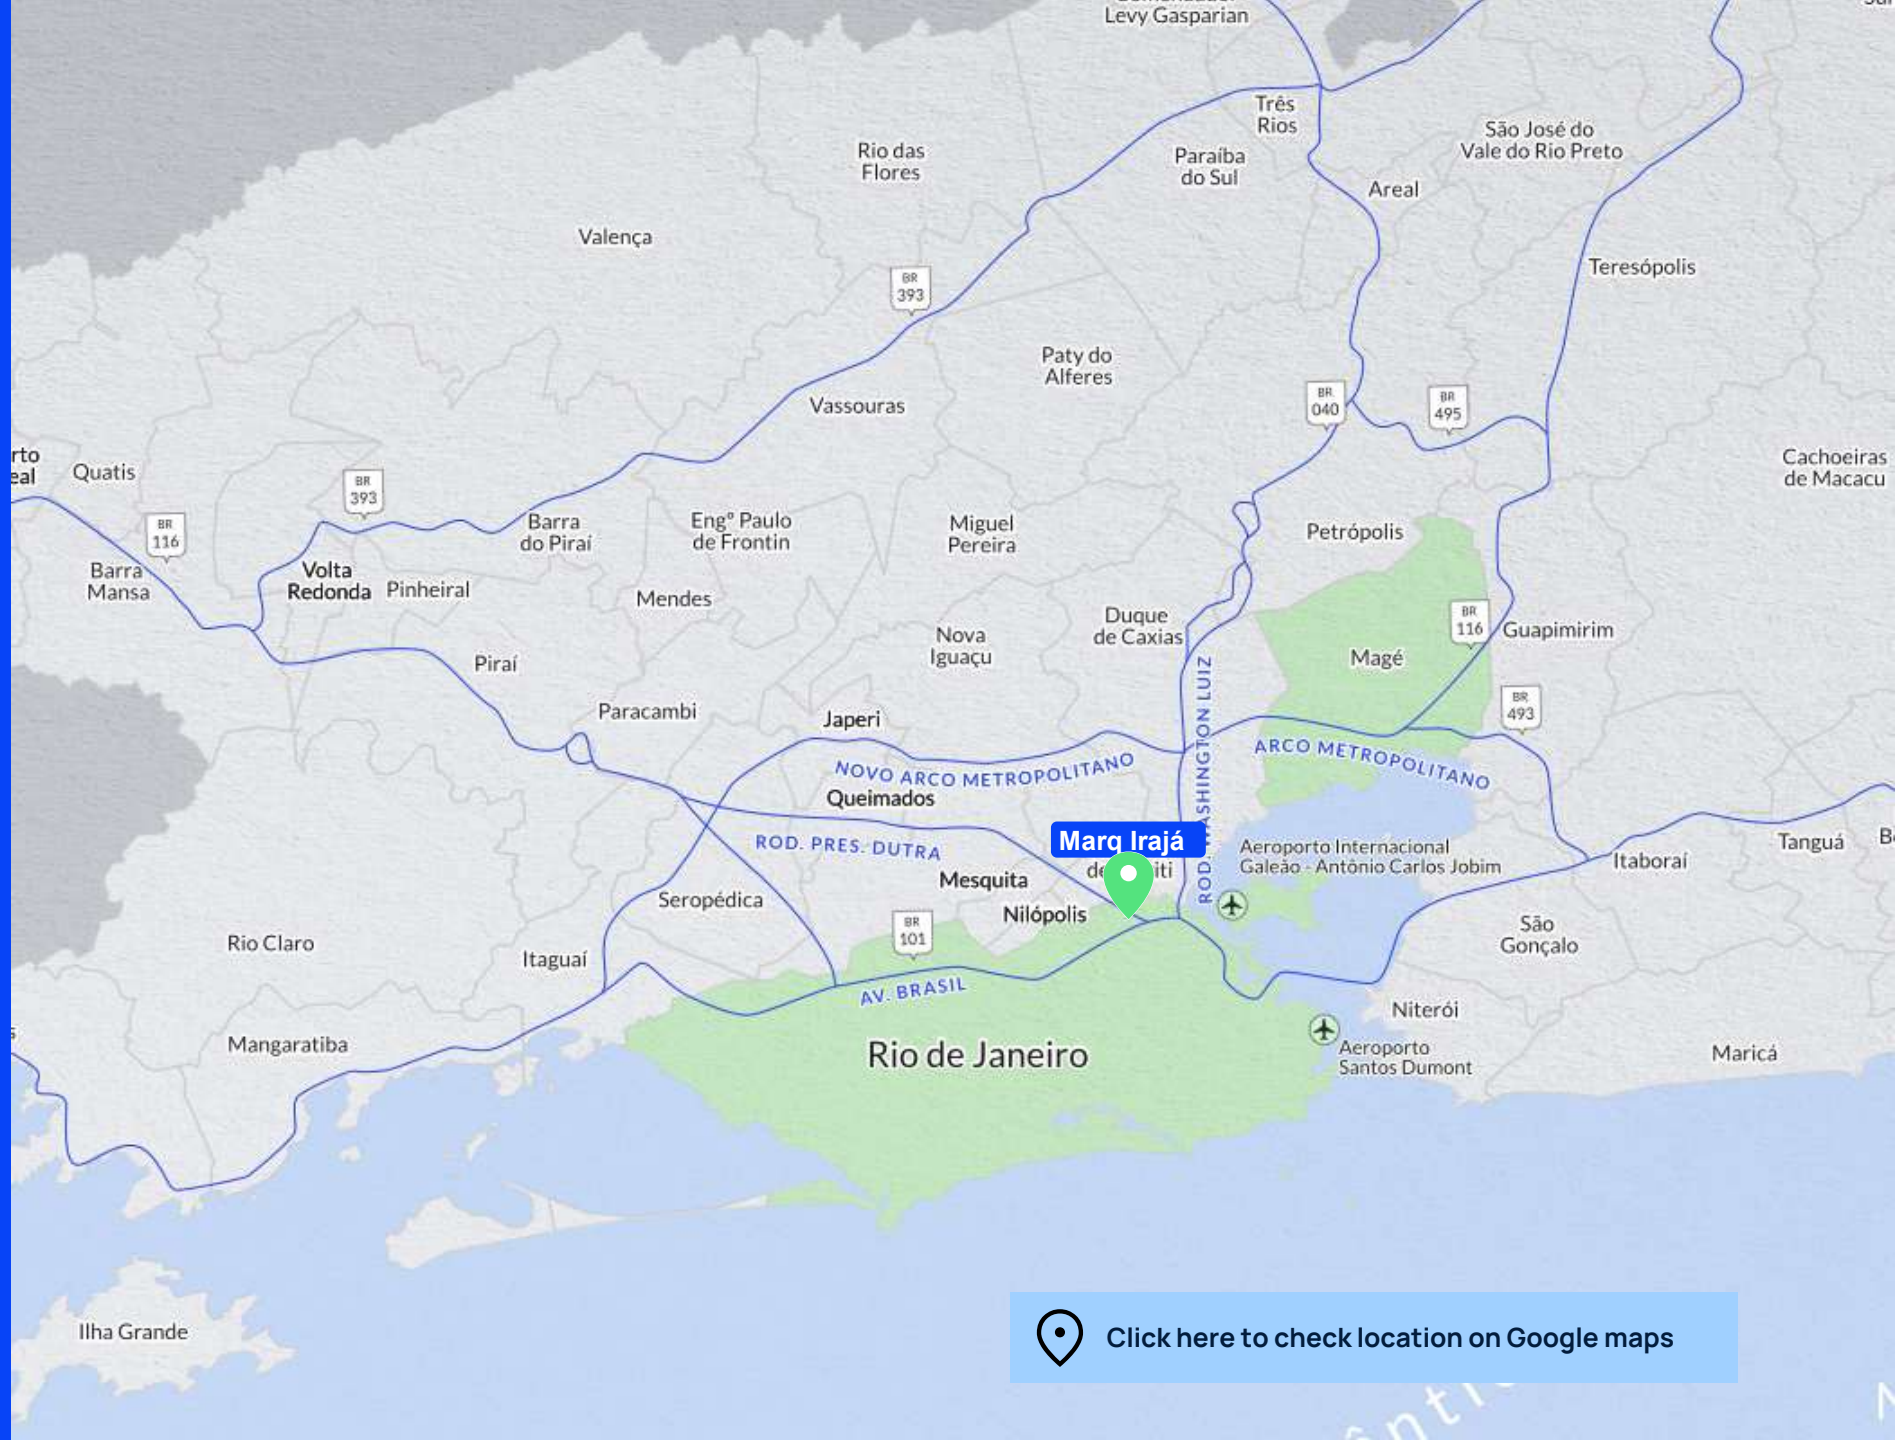 Levy Gasparian
Três
Rios
São José do
Vale do Rio Preto
Rio das
Flores
Paraíba
do Sul
Areal
Valença
Teresópolis
BR
393
Paty do
Alferes
BR
040
BR
495
Vassouras
Quatis
Cachoeiras
de Macacu
BR
393
BR
116
Barra
do Piraí
Engº Paulo
de Frontin
Miguel
Pereira
Petrópolis
Barra
Mansa
Volta
Redonda
Pinheiral
Mendes
Duque
de Caxias
BR
116
Guapimirim
Nova
Iguaçu
Magé
Piraí
Paracambi
Japeri
BR
493
ROD. WASHINGTON LUIZ
NOVO ARCO METROPOLITANO
ARCO METROPOLITANO
Queimados
ROD. PRES. DUTRA
Marq Irajá
Aeroporto Internacional
Galeão - Antônio Carlos Jobim
Tanguá
Itaboraí
Mesquita
Seropédica
Nilópolis
BR
101
São
Gonçalo
Rio Claro
Itaguaí
AV. BRASIL
Niterói
Mangaratiba
Rio de Janeiro
Aeroporto
Santos Dumont
Maricá
Ilha Grande
Click here to check location on Google maps